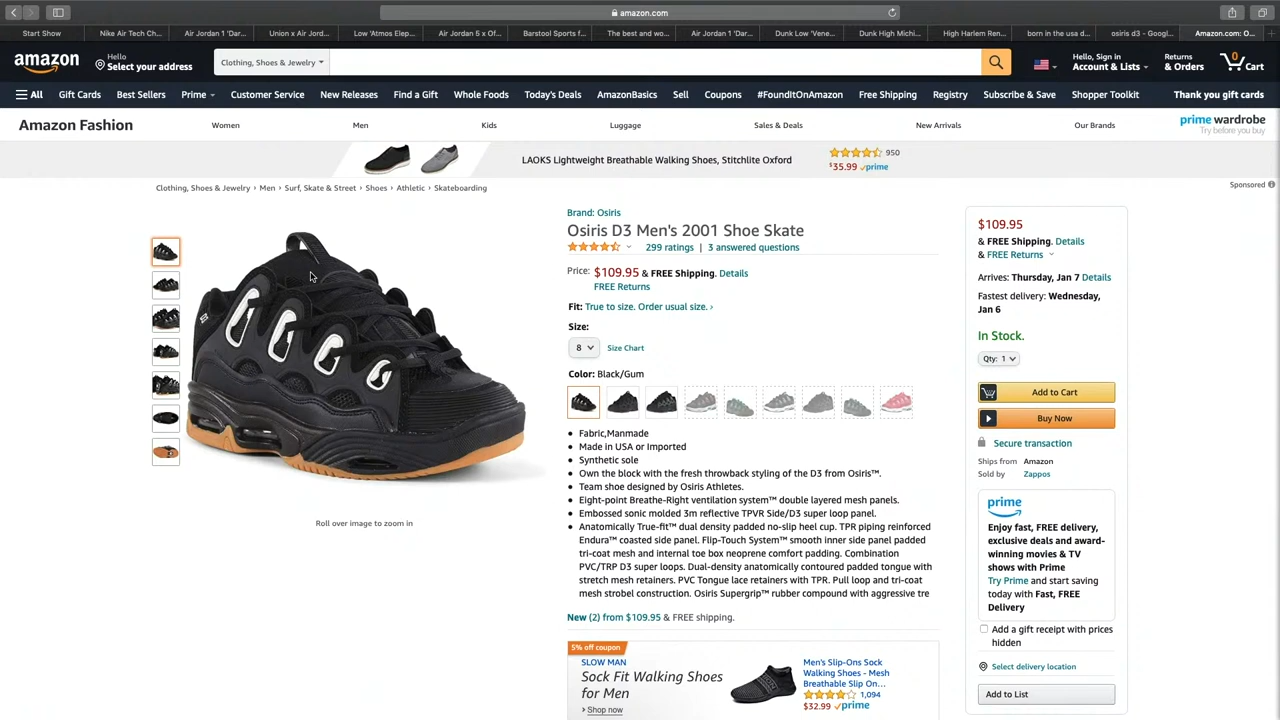 amazon.com
Start Show
Nike Air Tech Ch...
Air Jordan 1 'Dar...
Union x Air Jord...
Low 'Atmos Elep...
Air Jordan 5 x Of...
Barstool Sports f...
The best and wo...
Air Jordan 1 'Dar...
Dunk Low 'Vene...
Dunk High Michi...
High Harlem Ren...
born in the usa d...
osiris d3 - Googl...
Amazon.com: O...
amazon
Hello
Select your address
Clothing, Shoes & Jewelry
Hello, Sign in
Account & Lists
Returns
& Orders
0
Cart
All
Gift Cards
Best Sellers
Prime
Customer Service
New Releases
Find a Gift
Whole Foods
Today's Deals
AmazonBasics
Sell
Coupons
#FoundItOnAmazon
Free Shipping
Registry
Subscribe & Save
Shopper Toolkit
Thank you gift cards
Amazon Fashion
Women
Men
Kids
Luggage
Sales & Deals
New Arrivals
Our Brands
prime wardrobe
Try before you buy
LAOKS Lightweight Breathable Walking Shoes, Stitchlite Oxford
950
$35.99 prime
Clothing, Shoes & Jewelry › Men › Surf, Skate & Street › Shoes › Athletic › Skateboarding
Sponsored
Brand: Osiris
Osiris D3 Men's 2001 Shoe Skate
299 ratings | 3 answered questions
Price: $109.95 & FREE Shipping. Details
FREE Returns
Fit: True to size. Order usual size. ›
Size:
8
Size Chart
Color: Black/Gum
Fabric,Manmade
Made in USA or Imported
Synthetic sole
Own the block with the fresh throwback styling of the D3 from Osiris™.
Team shoe designed by Osiris Athletes.
Eight-point Breathe-Right ventilation system™ double layered mesh panels.
Embossed sonic molded 3m reflective TPVR Side/D3 super loop panel.
Anatomically True-fit™ dual density padded no-slip heel cup. TPR piping reinforced
Endura™ coasted side panel. Flip-Touch System™ smooth inner side panel padded
tri-coat mesh and internal toe box neoprene comfort padding. Combination
PVC/TRP D3 super loops. Dual-density anatomically contoured padded tongue with
stretch mesh retainers. PVC Tongue lace retainers with TPR. Pull loop and tri-coat
mesh strobel construction. Osiris Supergrip™ rubber compound with aggressive tre
New (2) from $109.95 & FREE shipping.
5% off coupon
SLOW MAN
Sock Fit Walking Shoes
for Men
› Shop now
Men's Slip-Ons Sock
Walking Shoes - Mesh
Breathable Slip On...
1,094
$32.99 prime
Roll over image to zoom in
$109.95
& FREE Shipping. Details
& FREE Returns
Arrives: Thursday, Jan 7 Details
Fastest delivery: Wednesday,
Jan 6
In Stock.
Qty: 1
Add to Cart
Buy Now
Secure transaction
Ships from Amazon
Sold by Zappos
prime
Enjoy fast, FREE delivery,
exclusive deals and award-
winning movies & TV
shows with Prime
Try Prime and start saving
today with Fast, FREE
Delivery
Add a gift receipt with prices
hidden
Select delivery location
Add to List